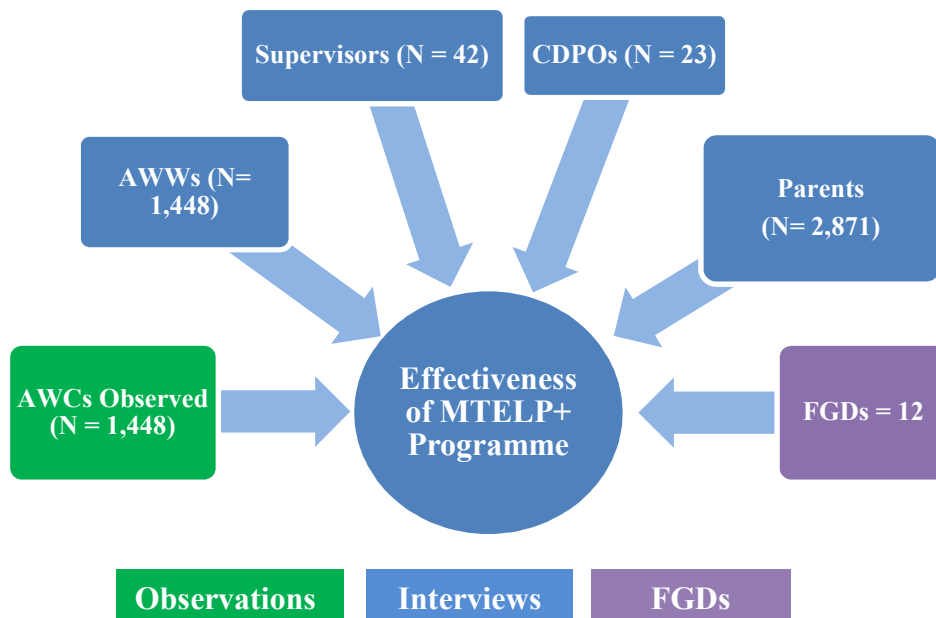 Supervisors (N = 42)
CDPOs (N = 23)
AWWs (N=
1,448)
Parents
(N= 2,871)
AWCs Observed
(N = 1,448)
Effectiveness
of MTELP+
Programme
FGDs = 12
Observations
Interviews
FGDs